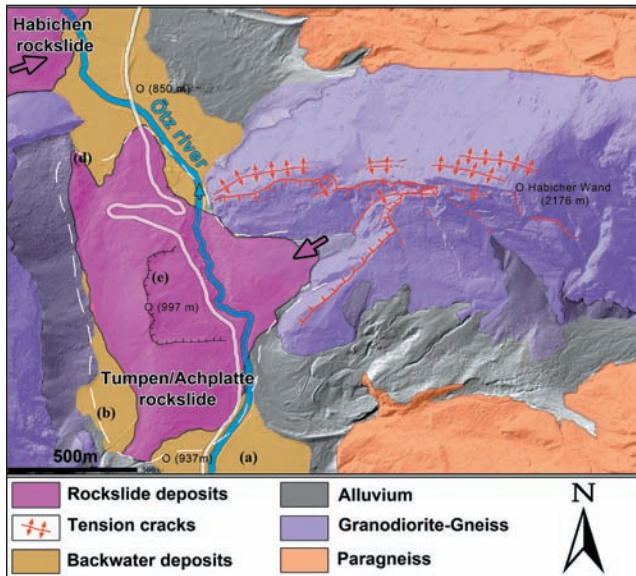 Habichen
rockslide
(850 m)
Ötz river
(d)
Habicher Wand
(2176 m)
(e)
(997 m)
Tumpen/Achplatte
rockslide
(b)
500m
(937m)
(a)
Rockslide deposits
Alluvium
N
Tension cracks
Granodiorite-Gneiss
Backwater deposits
Paragneiss